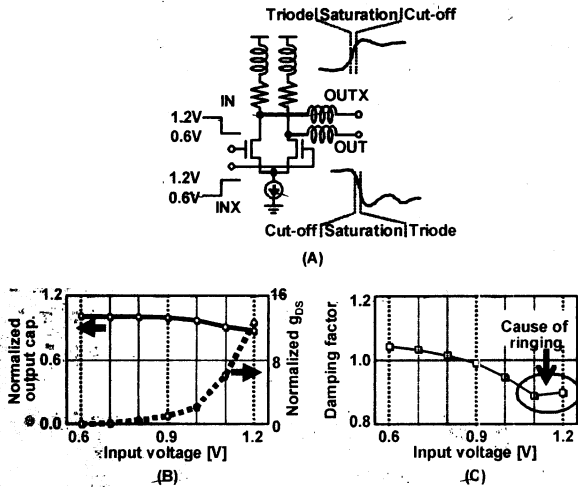 Triode|Saturation|Cut-off
IN
OUTX
1.2V
0.6V
OUT
1.2V
0.6V
INX
Cut-off|Saturation|Triode
(A)
1.2
0.6
0.0
Normalized
output cap.
16
8
0
Normalized gDS
0.6
0.9
1.2
Input voltage [V]
(B)
1.2
1.0
0.8
Damping factor
Cause of
ringing
0.6
0.9
1.2
Input voltage [V]
(C)